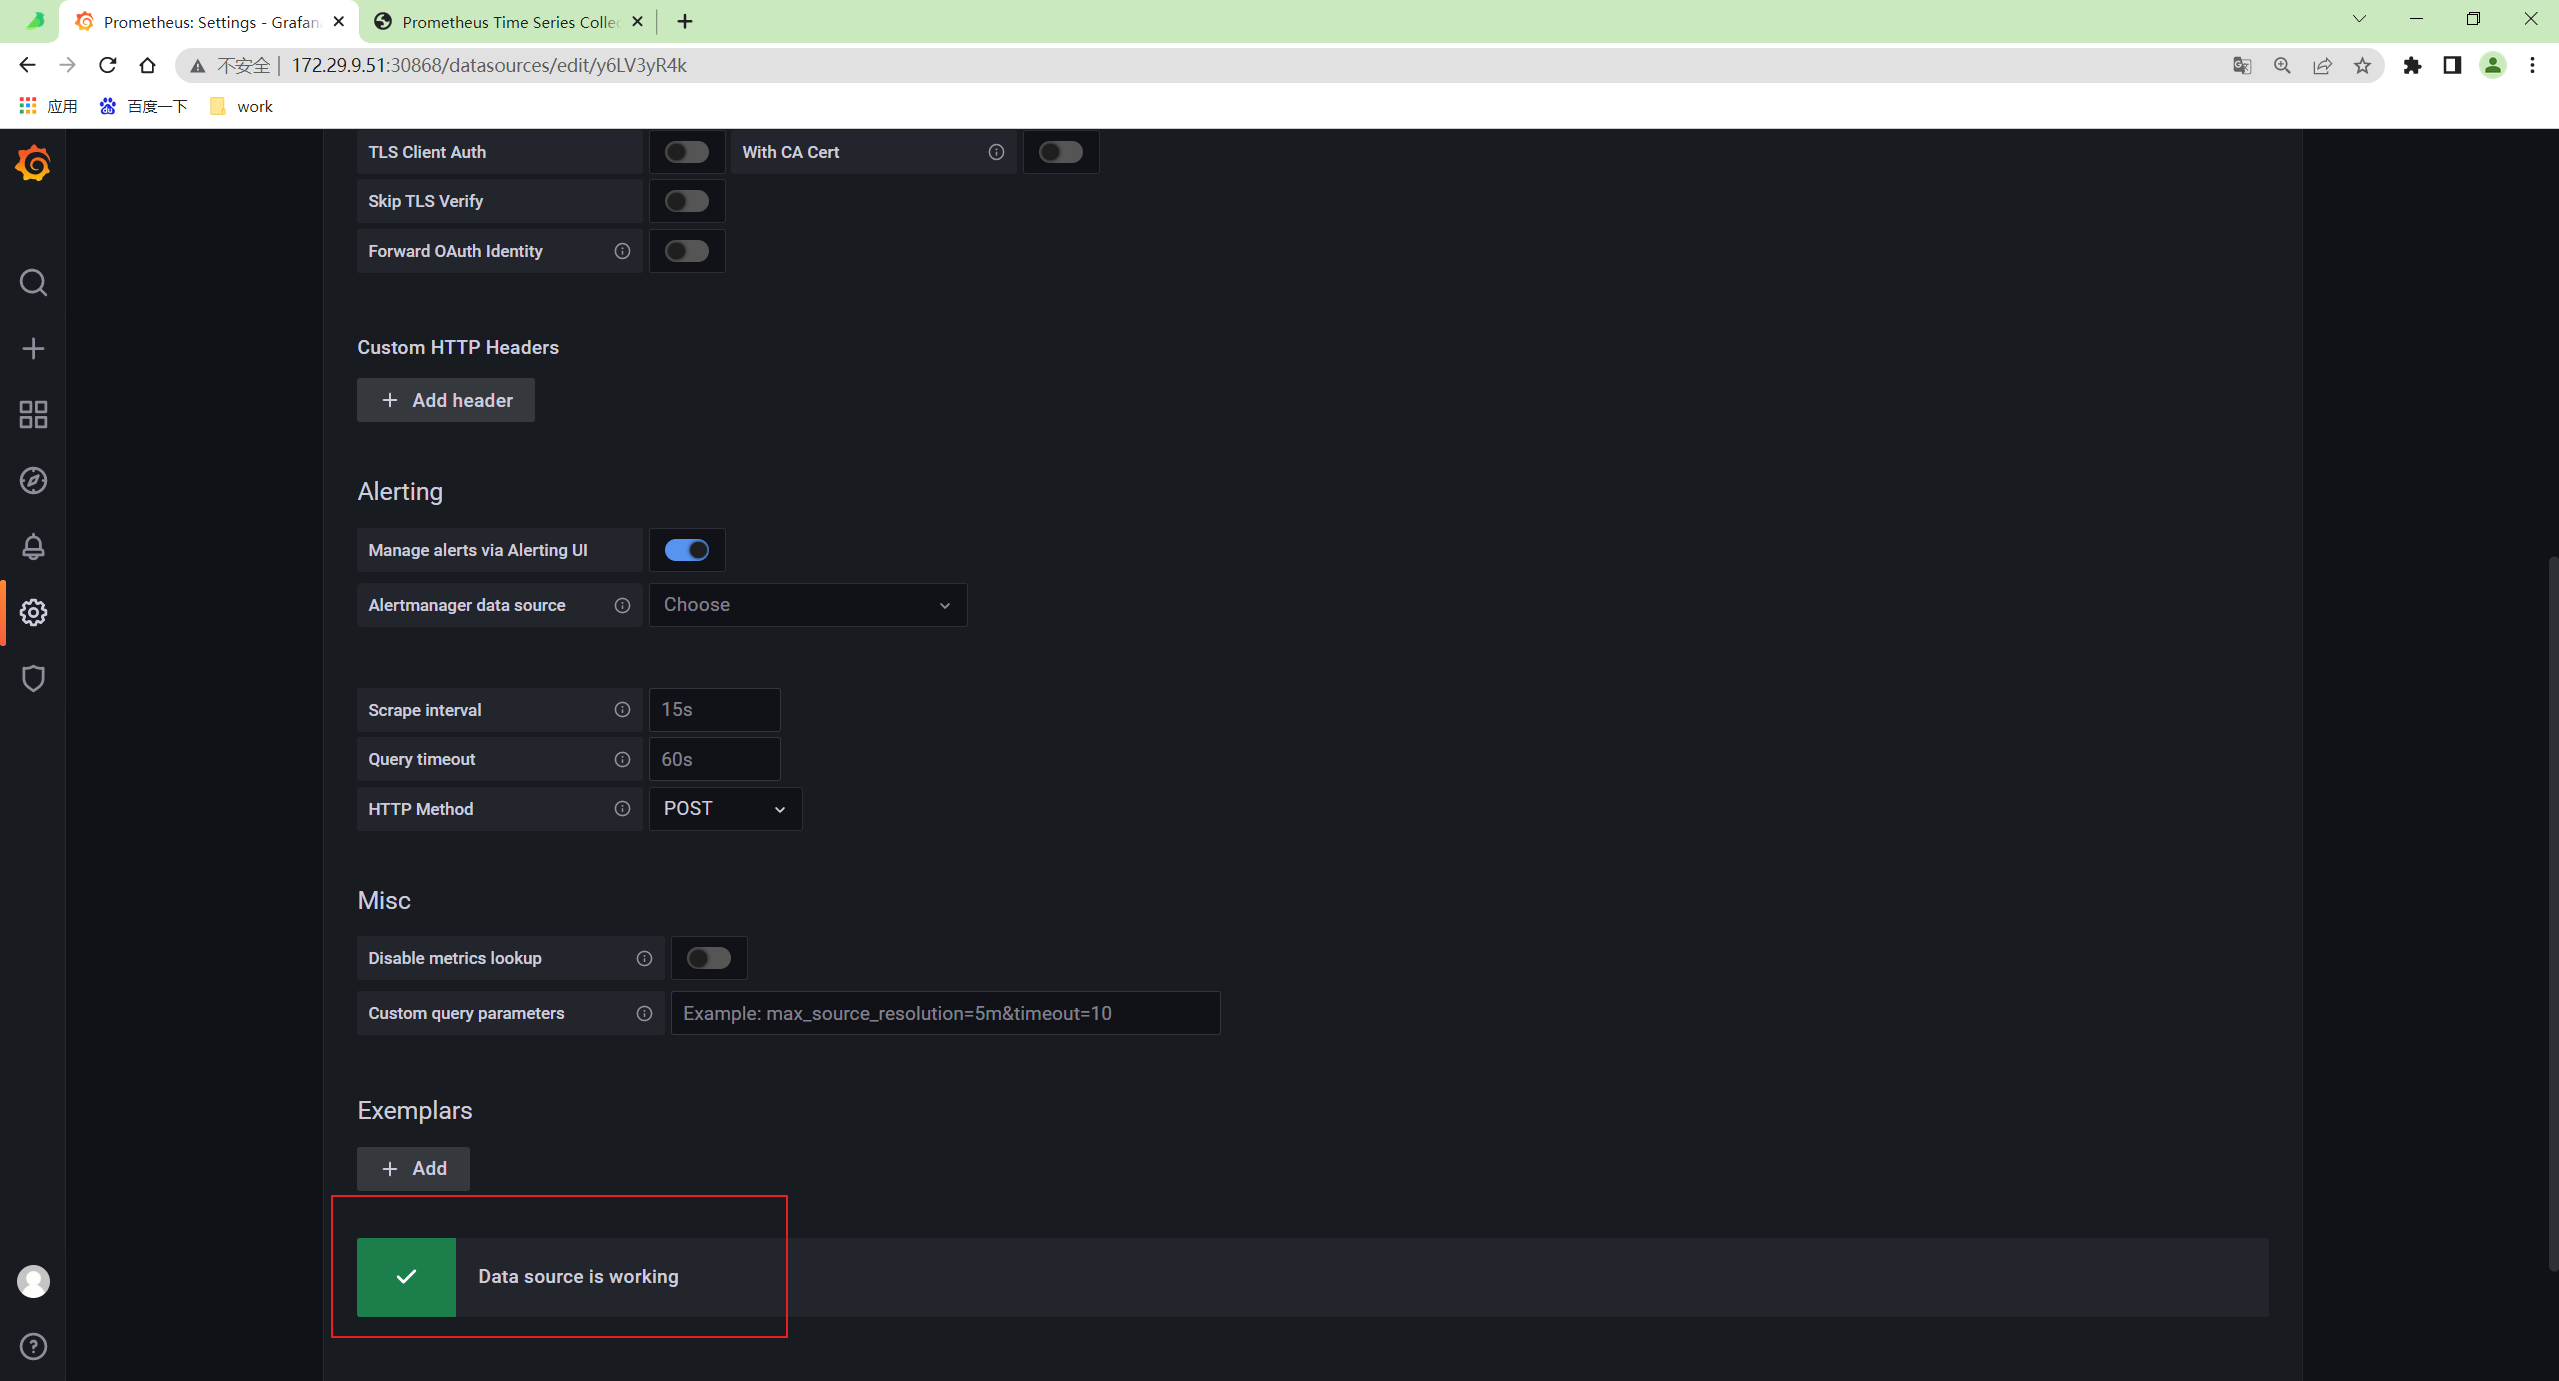 Prometheus: Settings - Grafan
Prometheus Time Series Colle
不安全 172.29.9.51:30868/datasources/edit/y6LV3yR4k
应用 百度一下 work
TLS Client Auth With CA Cert
Skip TLS Verify
Forward OAuth Identity
Custom HTTP Headers
Add header
Alerting
Manage alerts via Alerting UI
Alertmanager data source Choose
Scrape interval 15s
Query timeout 60s
HTTP Method POST
Misc
Disable metrics lookup
Custom query parameters Example: max_source_resolution=5m&timeout=10
Exemplars
Add
Data source is working